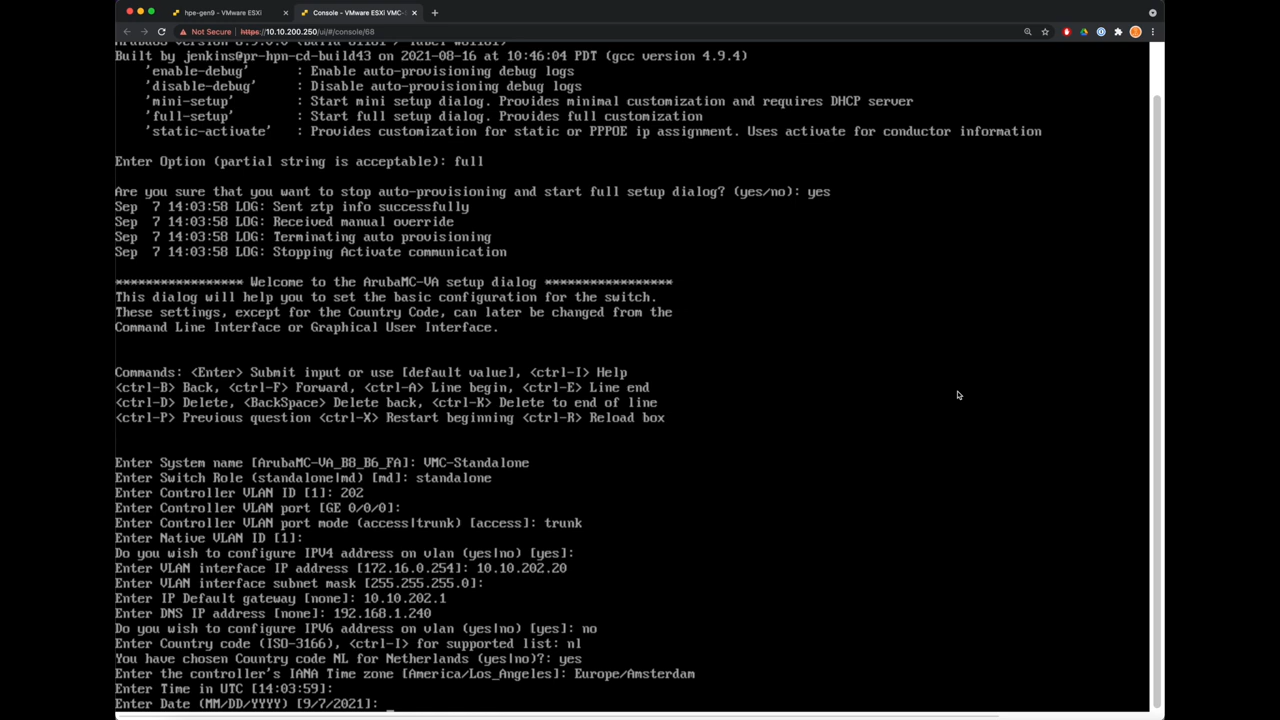 hpe-gen9 - VMware ESXi
Console - VMware ESXi VMC-
Not Secure
https://10.10.200.250/ui/#/console/68
Built by jenkins@pr-hpn-cd-build43 on 2021-08-16 at 10:46:04 PDT (gcc version 4.9.4)
'enable-debug' : Enable auto-provisioning debug logs
'disable-debug' : Disable auto-provisioning debug logs
'mini-setup' : Start mini setup dialog. Provides minimal customization and requires DHCP server
'full-setup' : Start full setup dialog. Provides full customization
'static-activate' : Provides customization for static or PPPOE ip assignment. Uses activate for conductor information
Enter Option (partial string is acceptable): full
Are you sure that you want to stop auto-provisioning and start full setup dialog? (yes/no): yes
Sep 7 14:03:58 LOG: Sent ztp info successfully
Sep 7 14:03:58 LOG: Received manual override
Sep 7 14:03:58 LOG: Terminating auto provisioning
Sep 7 14:03:58 LOG: Stopping Activate communication
***************** Welcome to the ArubaMC-VA setup dialog *****************
This dialog will help you to set the basic configuration for the switch.
These settings, except for the Country Code, can later be changed from the
Command Line Interface or Graphical User Interface.
Commands: <Enter> Submit input or use [default value], <ctrl-I> Help
<ctrl-B> Back, <ctrl-F> Forward, <ctrl-A> Line begin, <ctrl-E> Line end
<ctrl-D> Delete, <BackSpace> Delete back, <ctrl-K> Delete to end of line
<ctrl-P> Previous question <ctrl-X> Restart beginning <ctrl-R> Reload box
Enter System name [ArubaMC-VA_B8_B6_FA]: VMC-Standalone
Enter Switch Role (standalone|md) [md]: standalone
Enter Controller VLAN ID [1]: 202
Enter Controller VLAN port [GE 0/0/0]:
Enter Controller VLAN port mode (access|trunk) [access]: trunk
Enter Native VLAN ID [1]:
Do you wish to configure IPV4 address on vlan (yes|no) [yes]:
Enter VLAN interface IP address [172.16.0.254]: 10.10.202.20
Enter VLAN interface subnet mask [255.255.255.0]:
Enter IP Default gateway [none]: 10.10.202.1
Enter DNS IP address [none]: 192.168.1.240
Do you wish to configure IPV6 address on vlan (yes|no) [yes]: no
Enter Country code (ISO-3166), <ctrl-I> for supported list: nl
You have chosen Country code NL for Netherlands (yes|no)?: yes
Enter the controller's IANA Time zone [America/Los_Angeles]: Europe/Amsterdam
Enter Time in UTC [14:03:59]:
Enter Date (MM/DD/YYYY) [9/7/2021]: _